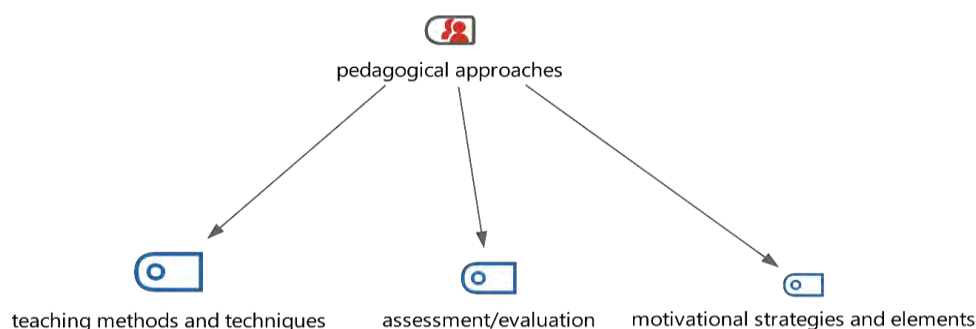 pedagogical approaches
teaching methods and techniques
assessment/evaluation
motivational strategies and elements